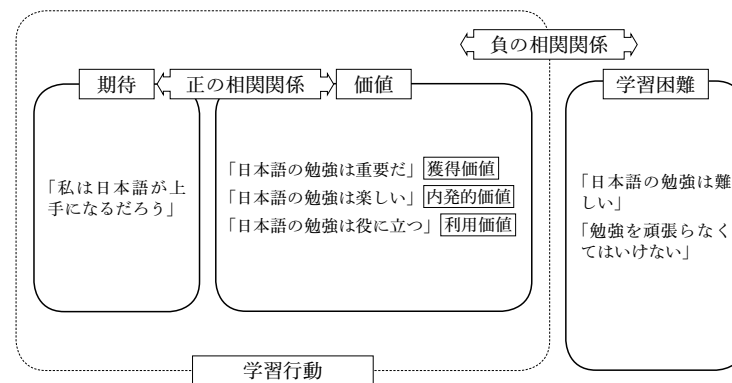 負の相関関係
期待
正の相関関係
価値
学習困難
「私は日本語が上
手になるだろう」
「日本語の勉強は重要だ」獲得価値
「日本語の勉強は楽しい」内発的価値
「日本語の勉強は役に立つ」利用価値
「日本語の勉強は難
しい」
「勉強を頑張らなく
てはいけない」
学習行動